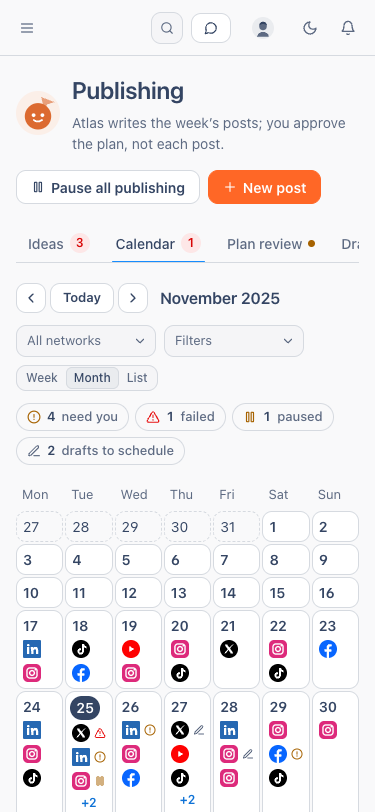 Publishing
Atlas writes the week's posts; you approve
the plan, not each post.
Pause all publishing
New post
Ideas 3 Calendar 1 Plan review Dra
Today November 2025
All networks Filters
Week Month List
4 need you 1 failed 1 paused
2 drafts to schedule
Mon Tue Wed Thu Fri Sat Sun
27 28 29 30 31 1 2
3 4 5 6 7 8 9
10 11 12 13 14 15 16
17 18 19 20 21 22 23
24 25 26 27 28 29 30
+2 +2